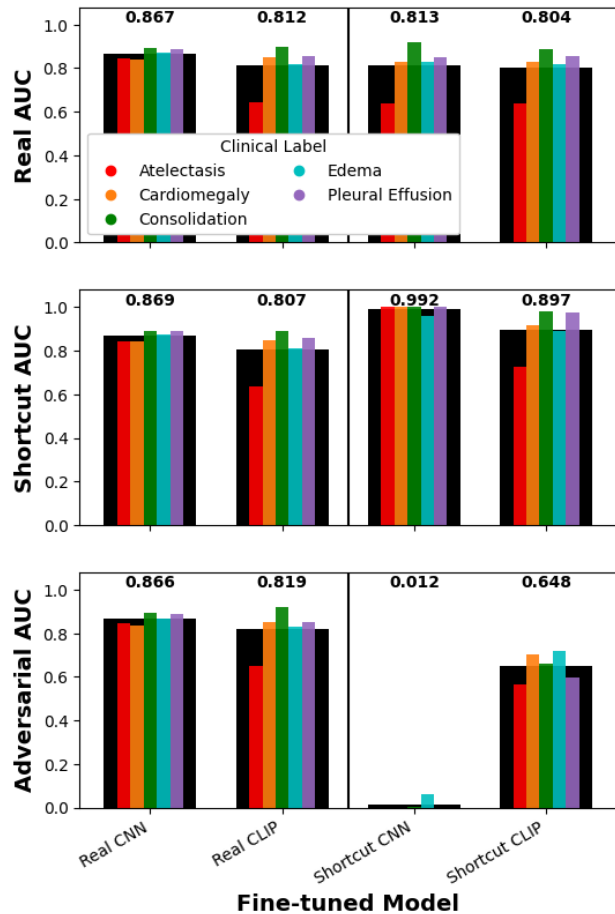 0.867 0.812 0.813 0.804
1.0
0.8
0.6
0.4
0.2
0.0
Real AUC
Clinical Label
Atelectasis Edema
Cardiomegaly Pleural Effusion
Consolidation
0.869 0.807 0.992 0.897
1.0
0.8
0.6
0.4
0.2
0.0
Shortcut AUC
0.866 0.819 0.012 0.648
1.0
0.8
0.6
0.4
0.2
0.0
Adversarial AUC
Real CNN Real CLIP Shortcut CNN Shortcut CLIP
Fine-tuned Model